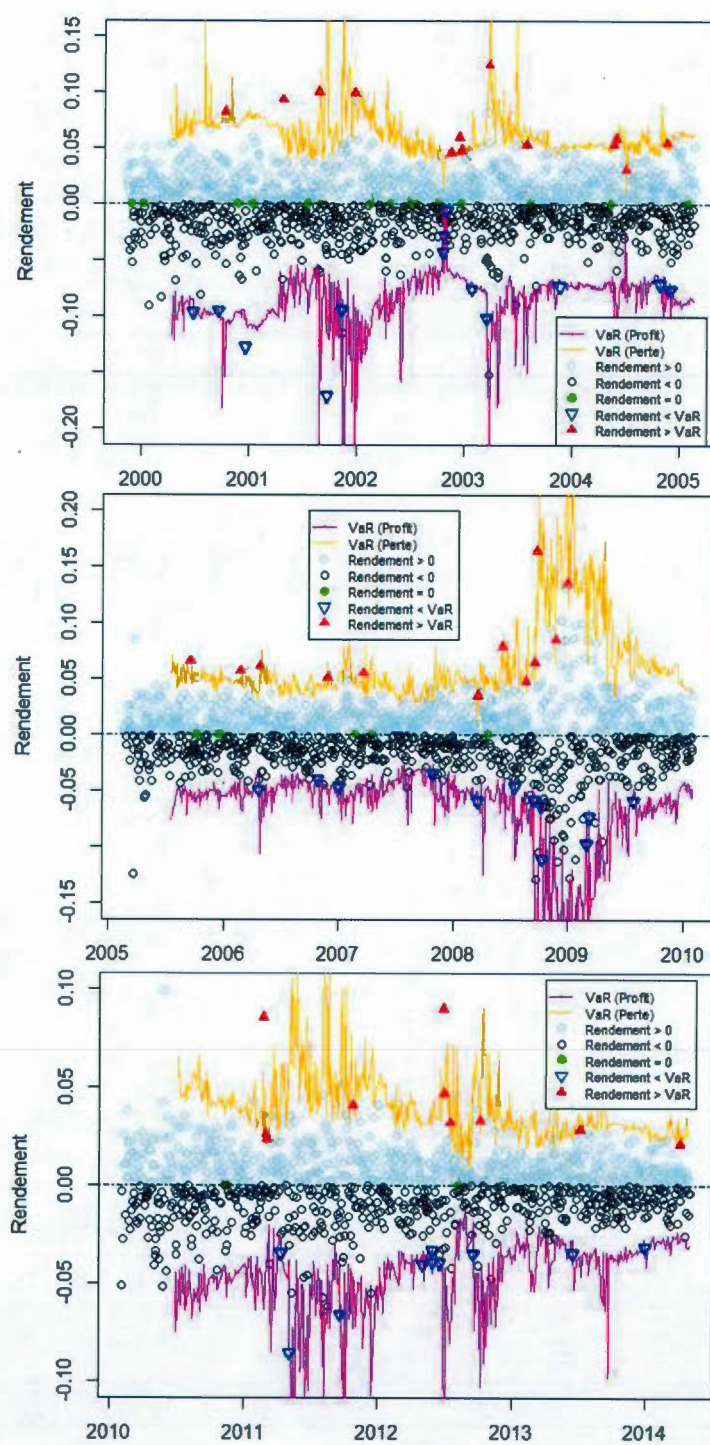 0.15
0.10
0.05
0.00
-0.10
-0.20
Rendement
VaR (Profit)
VaR (Perte)
Rendement > 0
Rendement < 0
Rendement = 0
Rendement < VaR
Rendement > VaR
2000 2001 2002 2003 2004 2005
0.20
0.15
0.10
0.05
0.00
-0.05
-0.15
Rendement
VaR (Profit)
VaR (Perte)
Rendement > 0
Rendement < 0
Rendement = 0
Rendement < VaR
Rendement > VaR
2005 2006 2007 2008 2009 2010
0.10
0.05
0.00
-0.05
-0.10
Rendement
VaR (Profit)
VaR (Perte)
Rendement > 0
Rendement < 0
Rendement = 0
Rendement < VaR
Rendement > VaR
2010 2011 2012 2013 2014